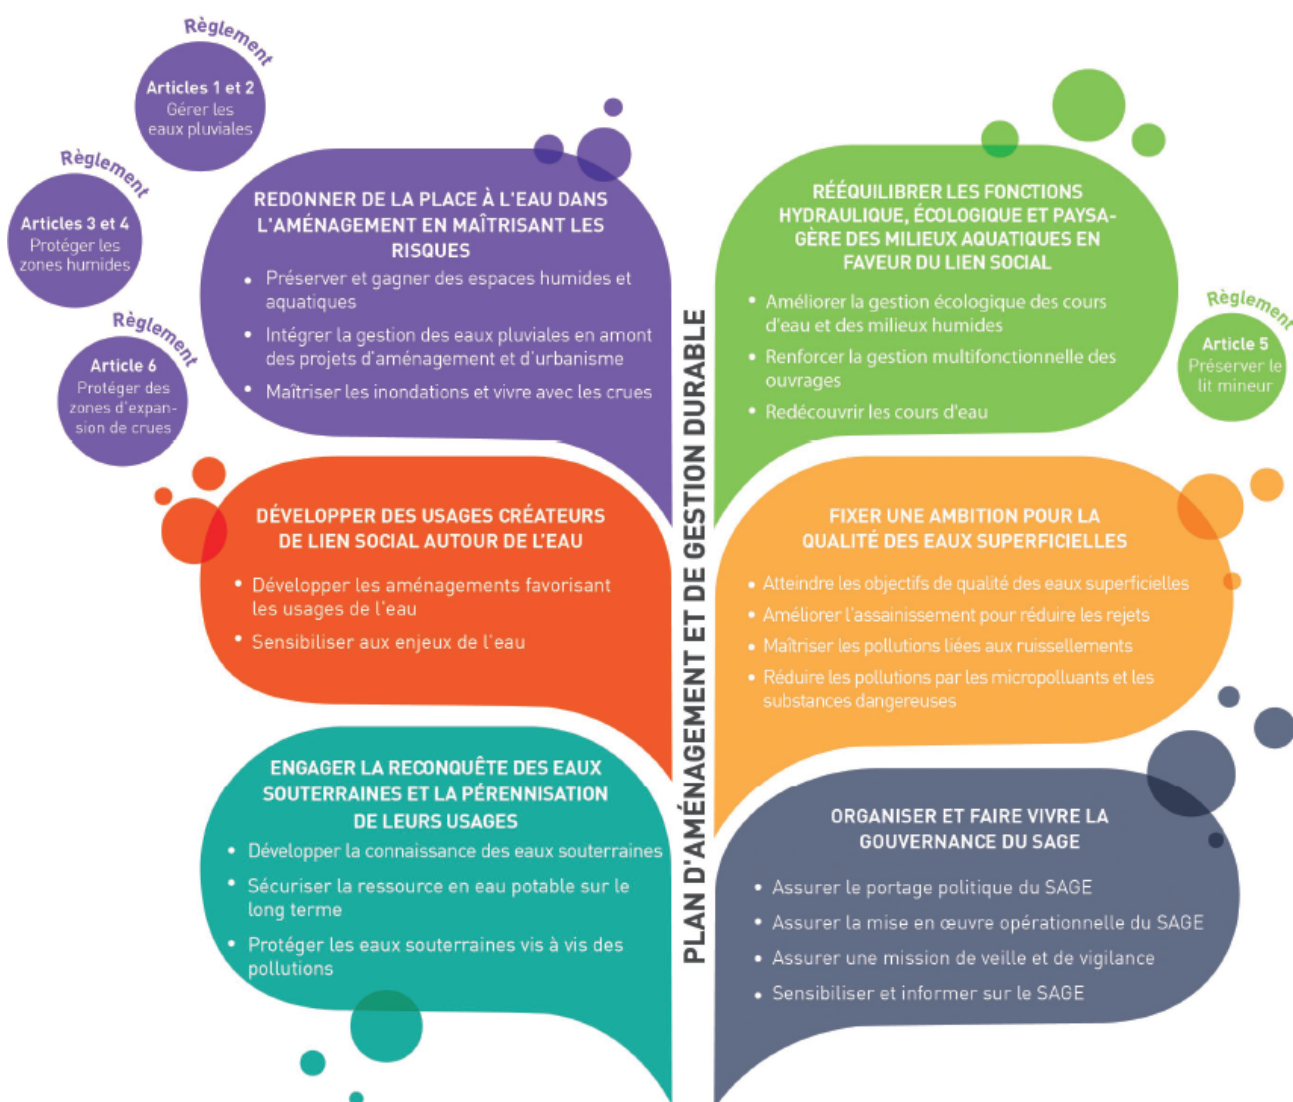 Règlement
Articles 1 et 2
Gérer les
eaux pluviales
Règlement
Articles 3 et 4
Protéger les
zones humides
Règlement
Article 6
Protéger des
zones d'expan-
sion de crues
REDONNER DE LA PLACE À L'EAU DANS
L'AMÉNAGEMENT EN MAÎTRISANT LES
RISQUES
• Préserver et gagner des espaces humides et
aquatiques
• Intégrer la gestion des eaux pluviales en amont
des projets d'aménagement et d'urbanisme
• Maîtriser les inondations et vivre avec les crues
DÉVELOPPER DES USAGES CRÉATEURS
DE LIEN SOCIAL AUTOUR DE L'EAU
• Développer les aménagements favorisant
les usages de l'eau
• Sensibiliser aux enjeux de l'eau
ENGAGER LA RECONQUÊTE DES EAUX
SOUTERRAINES ET LA PÉRENNISATION
DE LEURS USAGES
• Développer la connaissance des eaux souterraines
• Sécuriser la ressource en eau potable sur le
long terme
• Protéger les eaux souterraines vis à vis des
pollutions
PLAN D'AMÉNAGEMENT ET DE GESTION DURABLE
RÉÉQUILIBRER LES FONCTIONS
HYDRAULIQUE, ÉCOLOGIQUE ET PAYSA-
GÈRE DES MILIEUX AQUATIQUES EN
FAVEUR DU LIEN SOCIAL
• Améliorer la gestion écologique des cours
d'eau et des milieux humides
• Renforcer la gestion multifonctionnelle des
ouvrages
• Redécouvrir les cours d'eau
Règlement
Article 5
Préserver le
lit mineur
FIXER UNE AMBITION POUR LA
QUALITÉ DES EAUX SUPERFICIELLES
• Atteindre les objectifs de qualité des eaux superficielles
• Améliorer l'assainissement pour réduire les rejets
• Maîtriser les pollutions liées aux ruissellements
• Réduire les pollutions par les micropolluants et les
substances dangereuses
ORGANISER ET FAIRE VIVRE LA
GOUVERNANCE DU SAGE
• Assurer le portage politique du SAGE
• Assurer la mise en œuvre opérationnelle du SAGE
• Assurer une mission de veille et de vigilance
• Sensibiliser et informer sur le SAGE